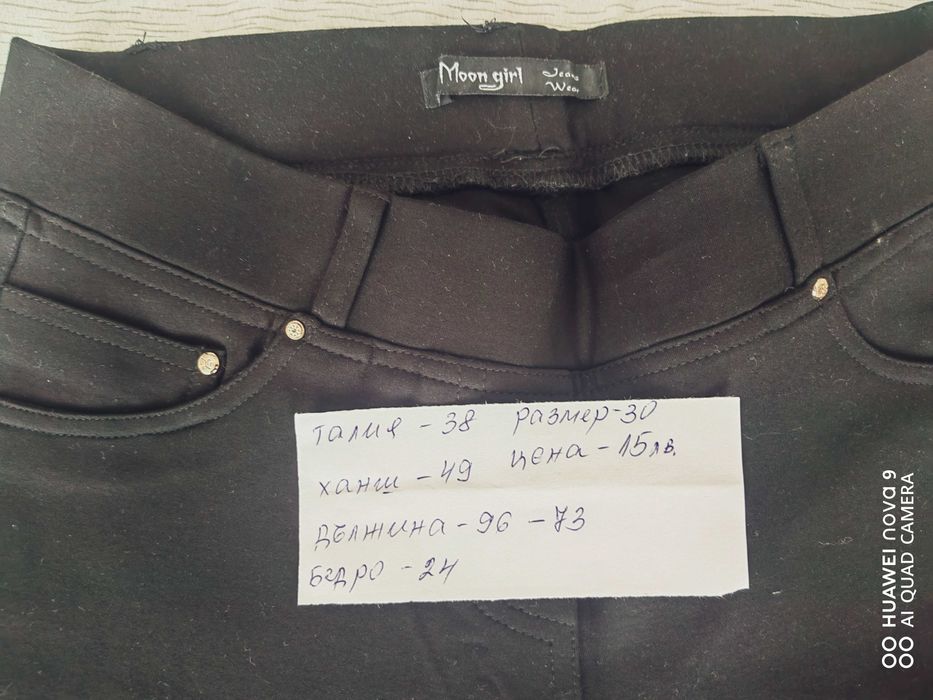 Moon girl Jeans Wear
талия - 38 размер - 30
ханш - 49 цена - 15лв.
дължина - 96 - 73
бедро - 24
HUAWEI nova 9
AI QUAD CAMERA